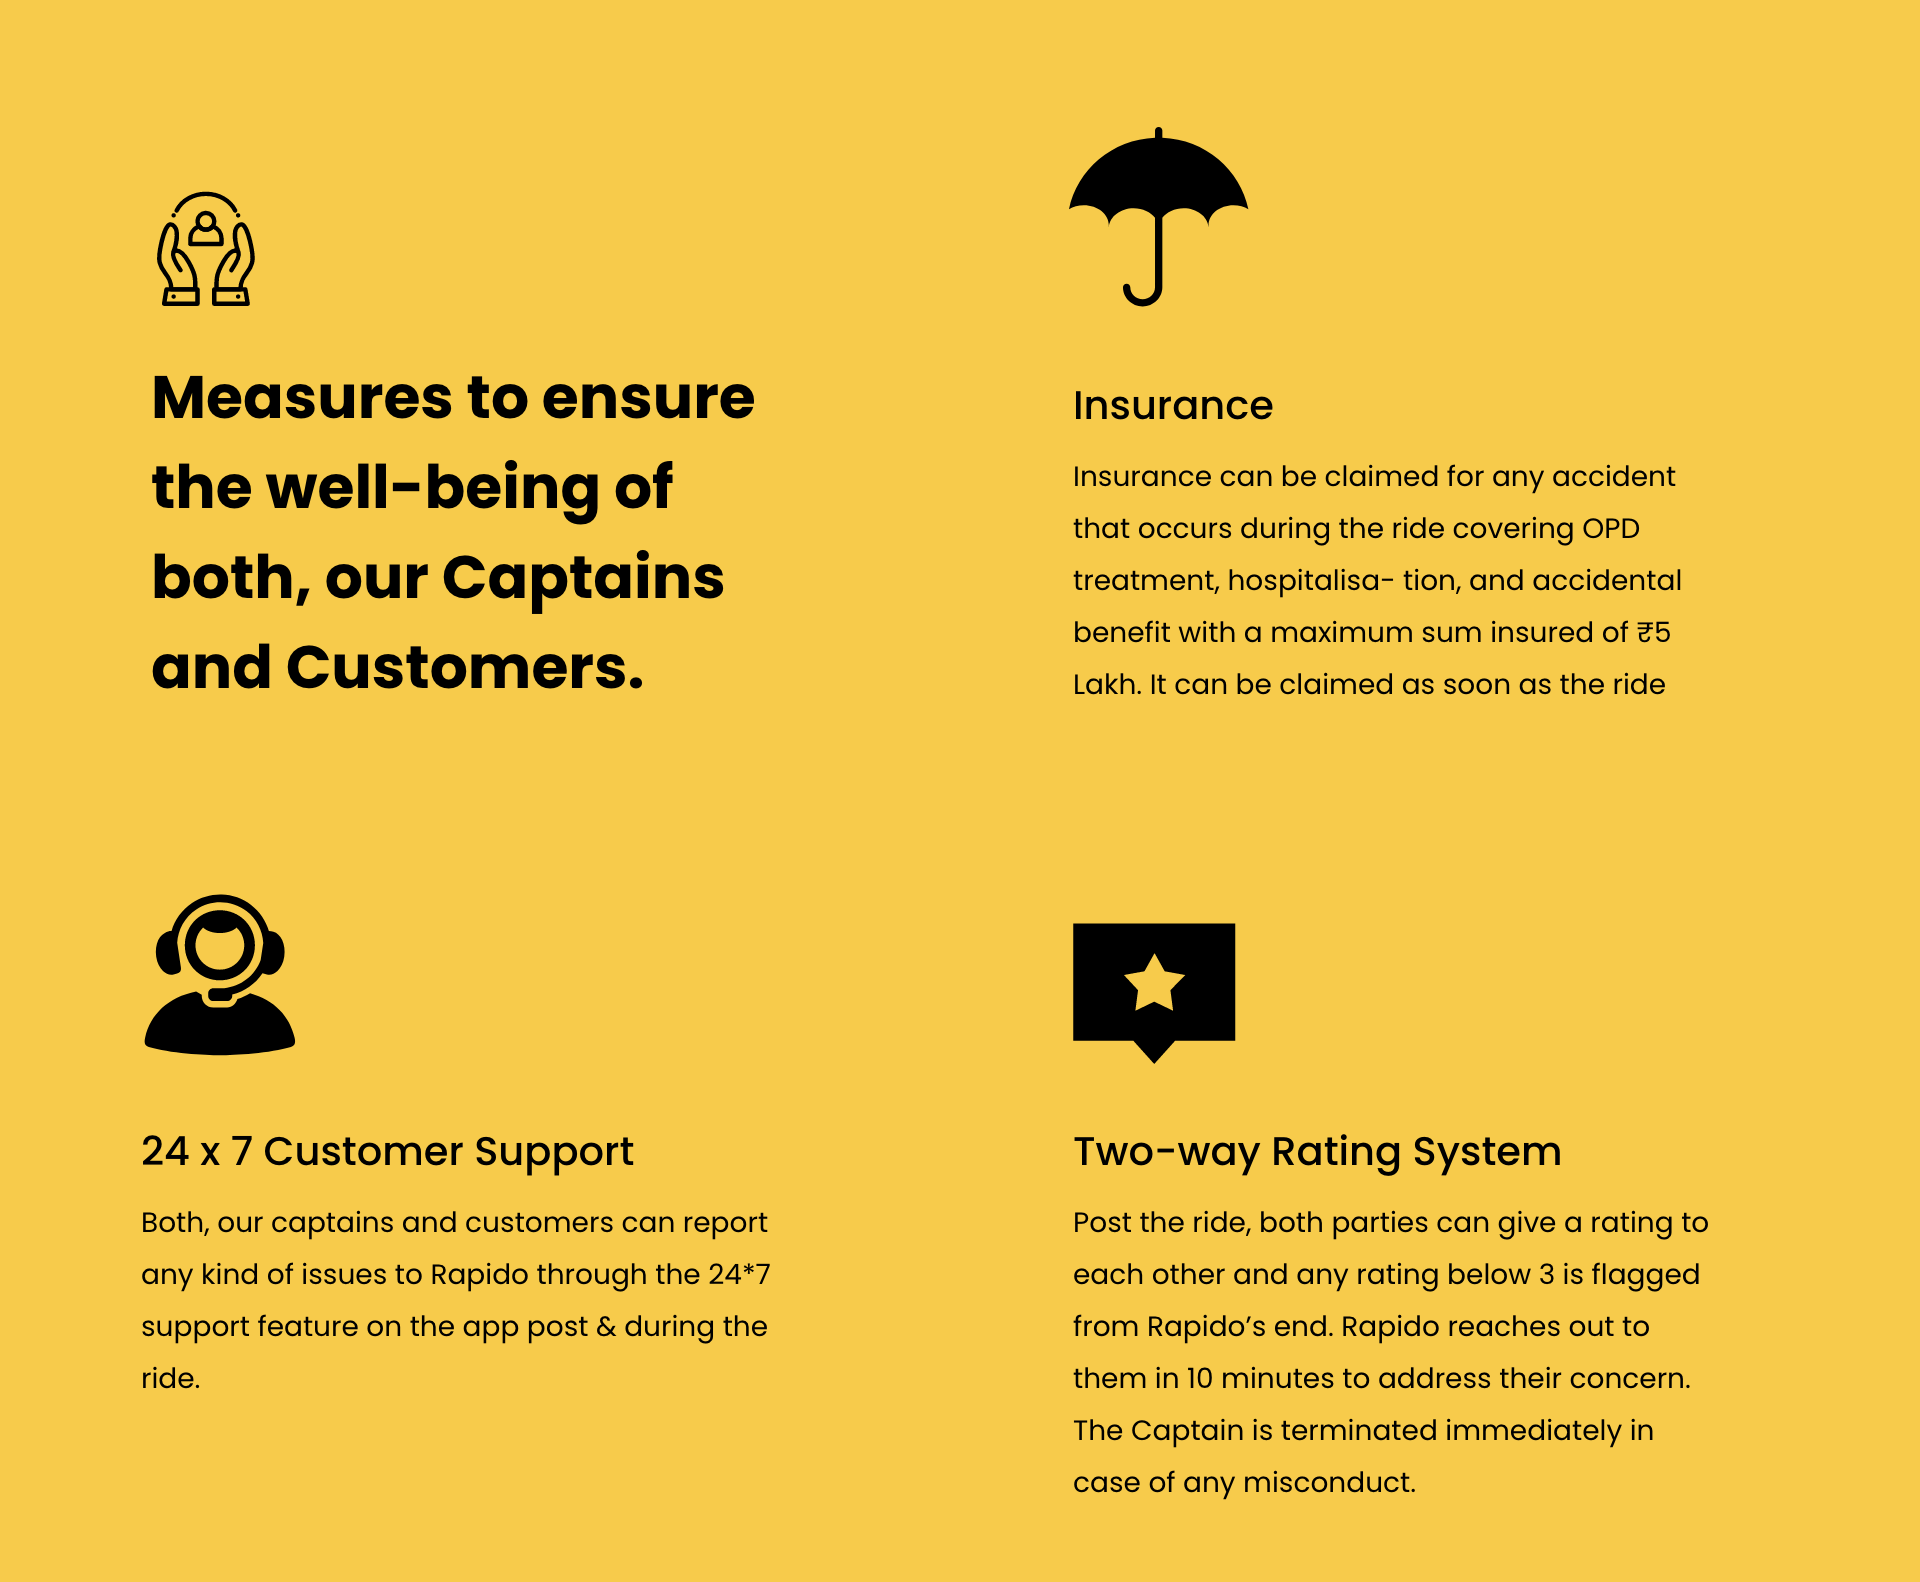 Measures to ensure
the well-being of
both, our Captains
and Customers.
Insurance
Insurance can be claimed for any accident
that occurs during the ride covering OPD
treatment, hospitalisa- tion, and accidental
benefit with a maximum sum insured of ₹5
Lakh. It can be claimed as soon as the ride
24 x 7 Customer Support
Both, our captains and customers can report
any kind of issues to Rapido through the 24*7
support feature on the app post & during the
ride.
Two-way Rating System
Post the ride, both parties can give a rating to
each other and any rating below 3 is flagged
from Rapido’s end. Rapido reaches out to
them in 10 minutes to address their concern.
The Captain is terminated immediately in
case of any misconduct.